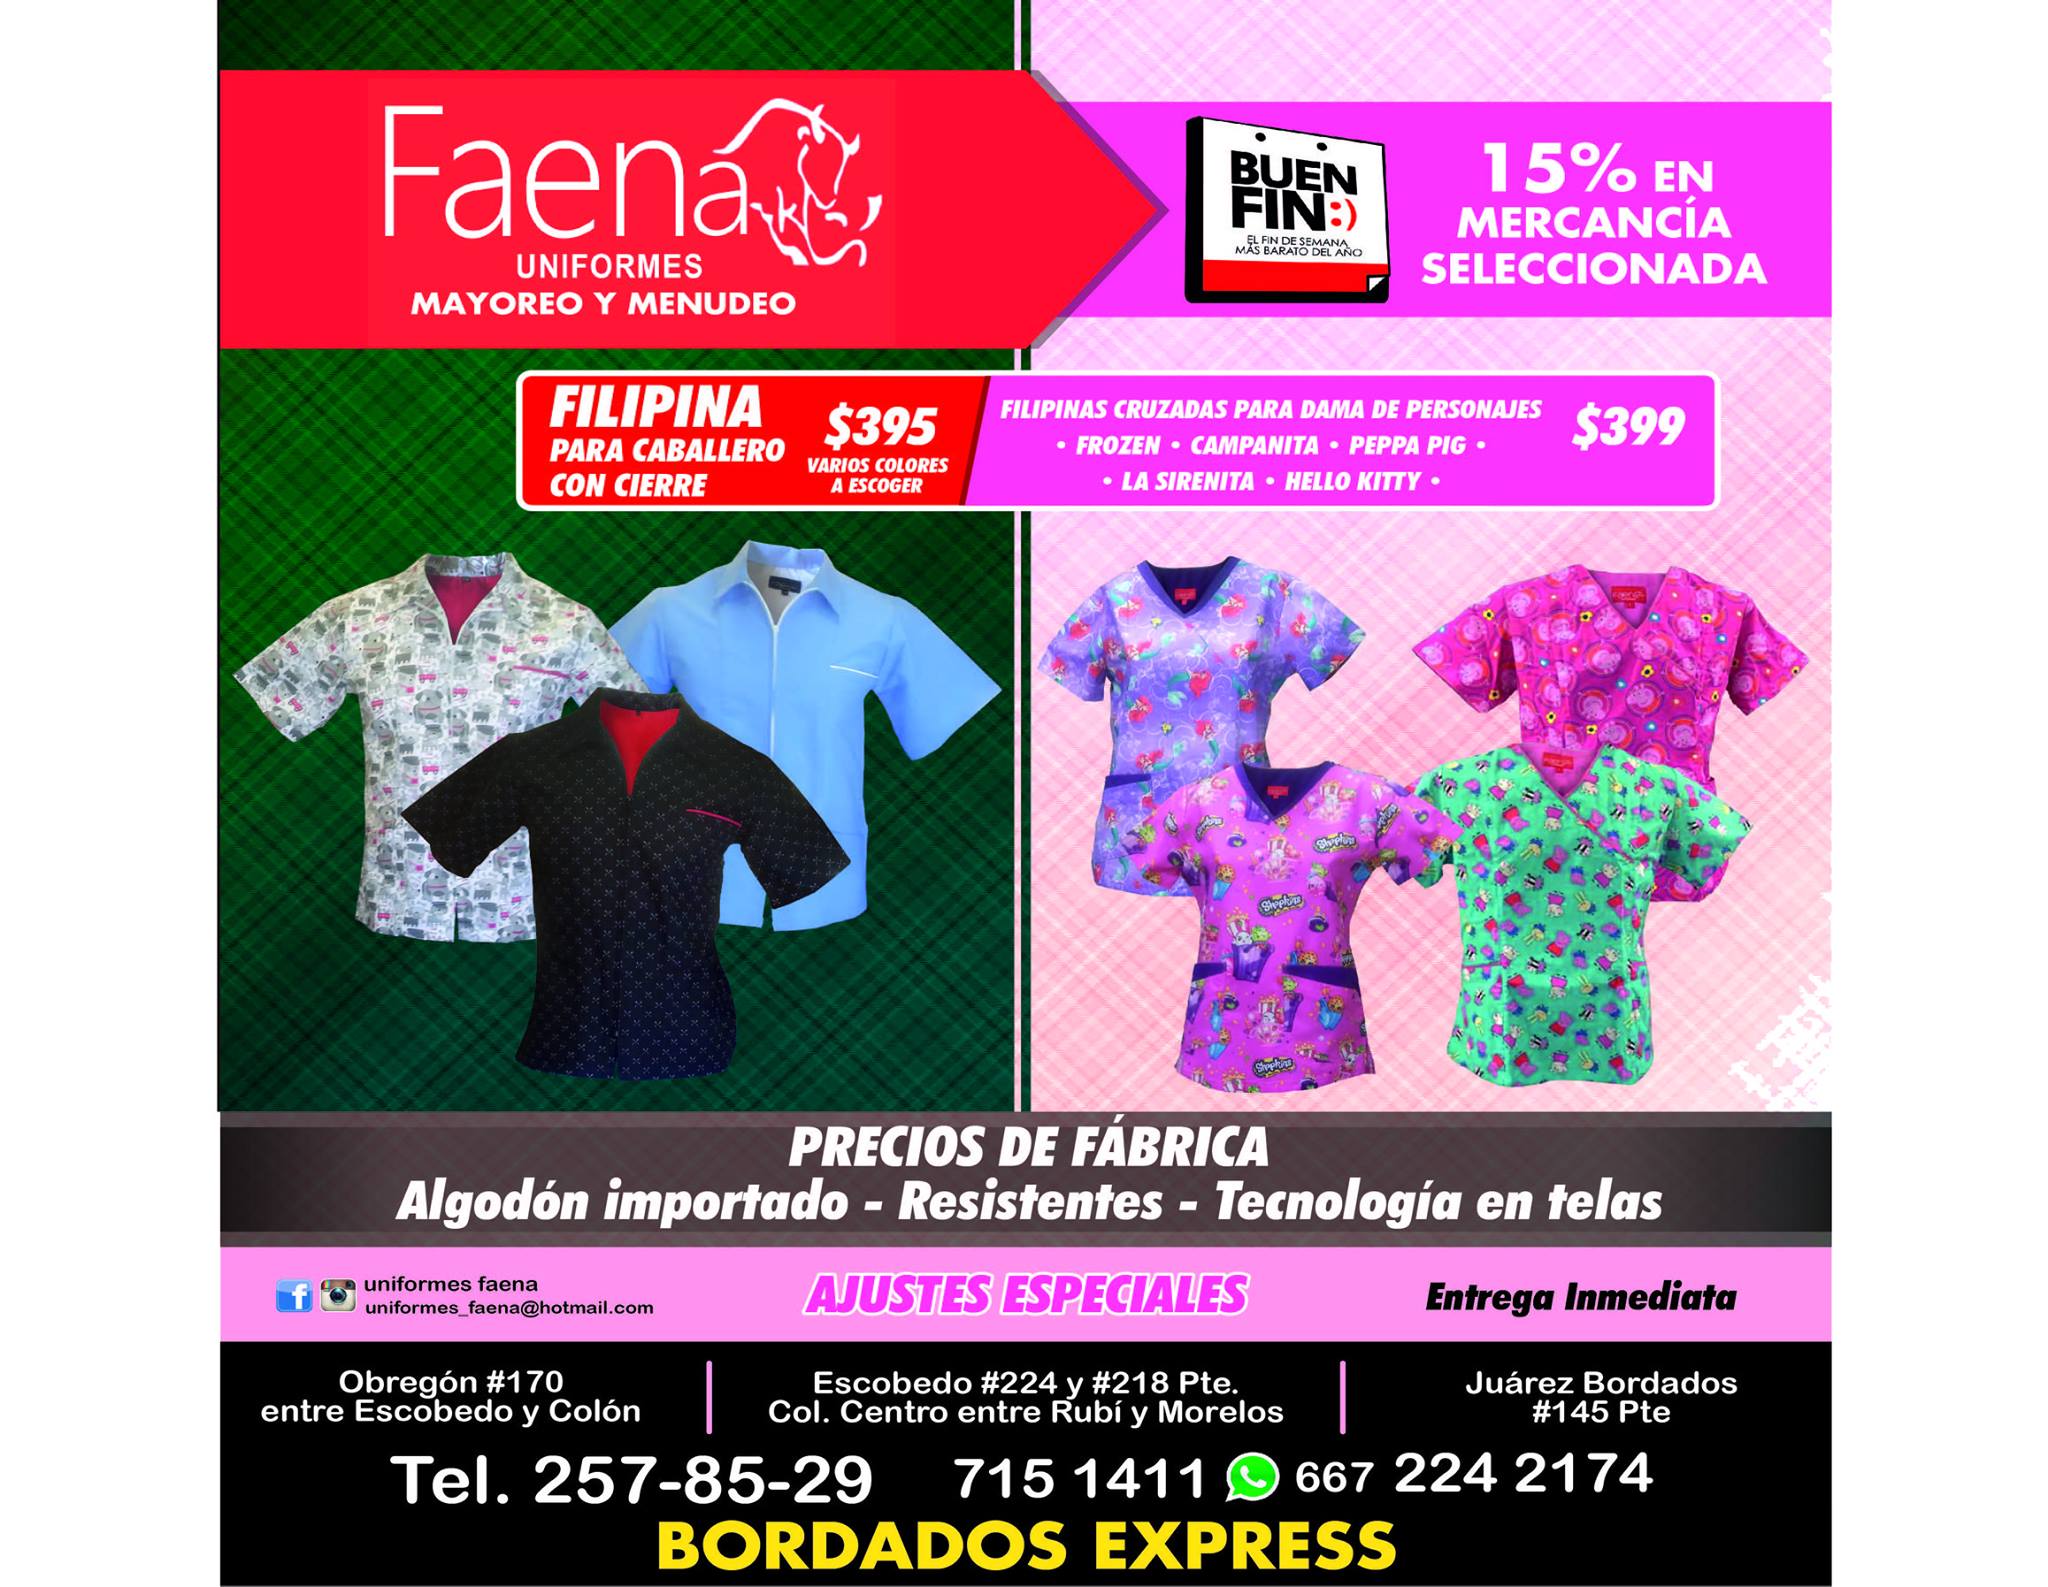 Faena
UNIFORMES
MAYOREO Y MENUDEO
BUEN
FIN:)
EL FIN DE SEMANA
MÁS BARATO DEL AÑO
15% EN
MERCANCÍA
SELECCIONADA
FILIPINA
PARA CABALLERO
CON CIERRE
$395
VARIOS COLORES
A ESCOGER
FILIPINAS CRUZADAS PARA DAMA DE PERSONAJES
• FROZEN • CAMPANITA • PEPPA PIG •
• LA SIRENITA • HELLO KITTY •
$399
Faena
Shopkins
Shopkins
Shopkins
PRECIOS DE FÁBRICA
Algodón importado - Resistentes - Tecnología en telas
uniformes faena
uniformes_faena@hotmail.com
AJUSTES ESPECIALES
Entrega Inmediata
Obregón #170
entre Escobedo y Colón
Escobedo #224 y #218 Pte.
Col. Centro entre Rubí y Morelos
Juárez Bordados
#145 Pte
Tel. 257-85-29 715 1411 667 224 2174
BORDADOS EXPRESS